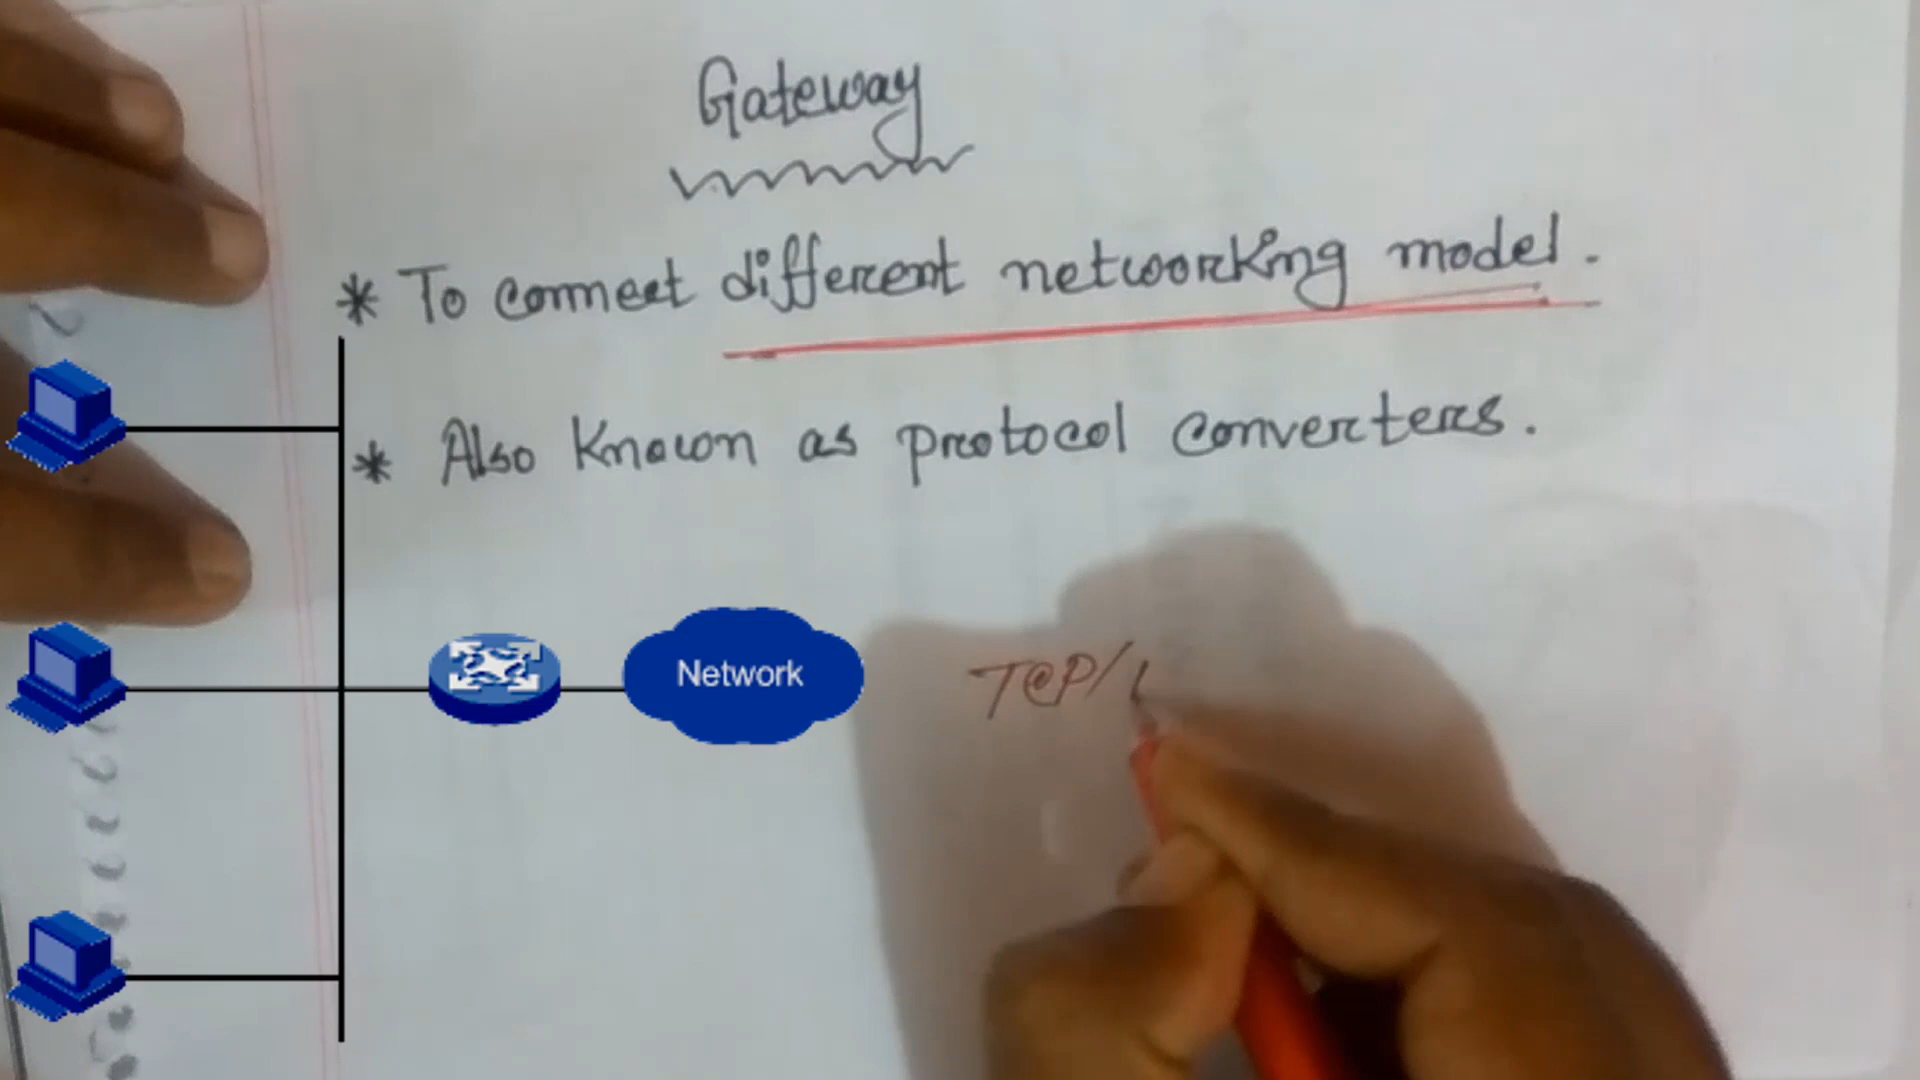 Gateway
* To connect different networking model.
* Also Known as protocol converters.
Network
TCP/